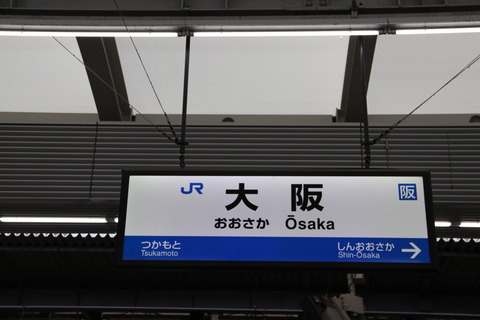 JR 大阪 阪
おおさか Ōsaka
つかもと しんおおさか →
Tsukamoto Shin-Ōsaka